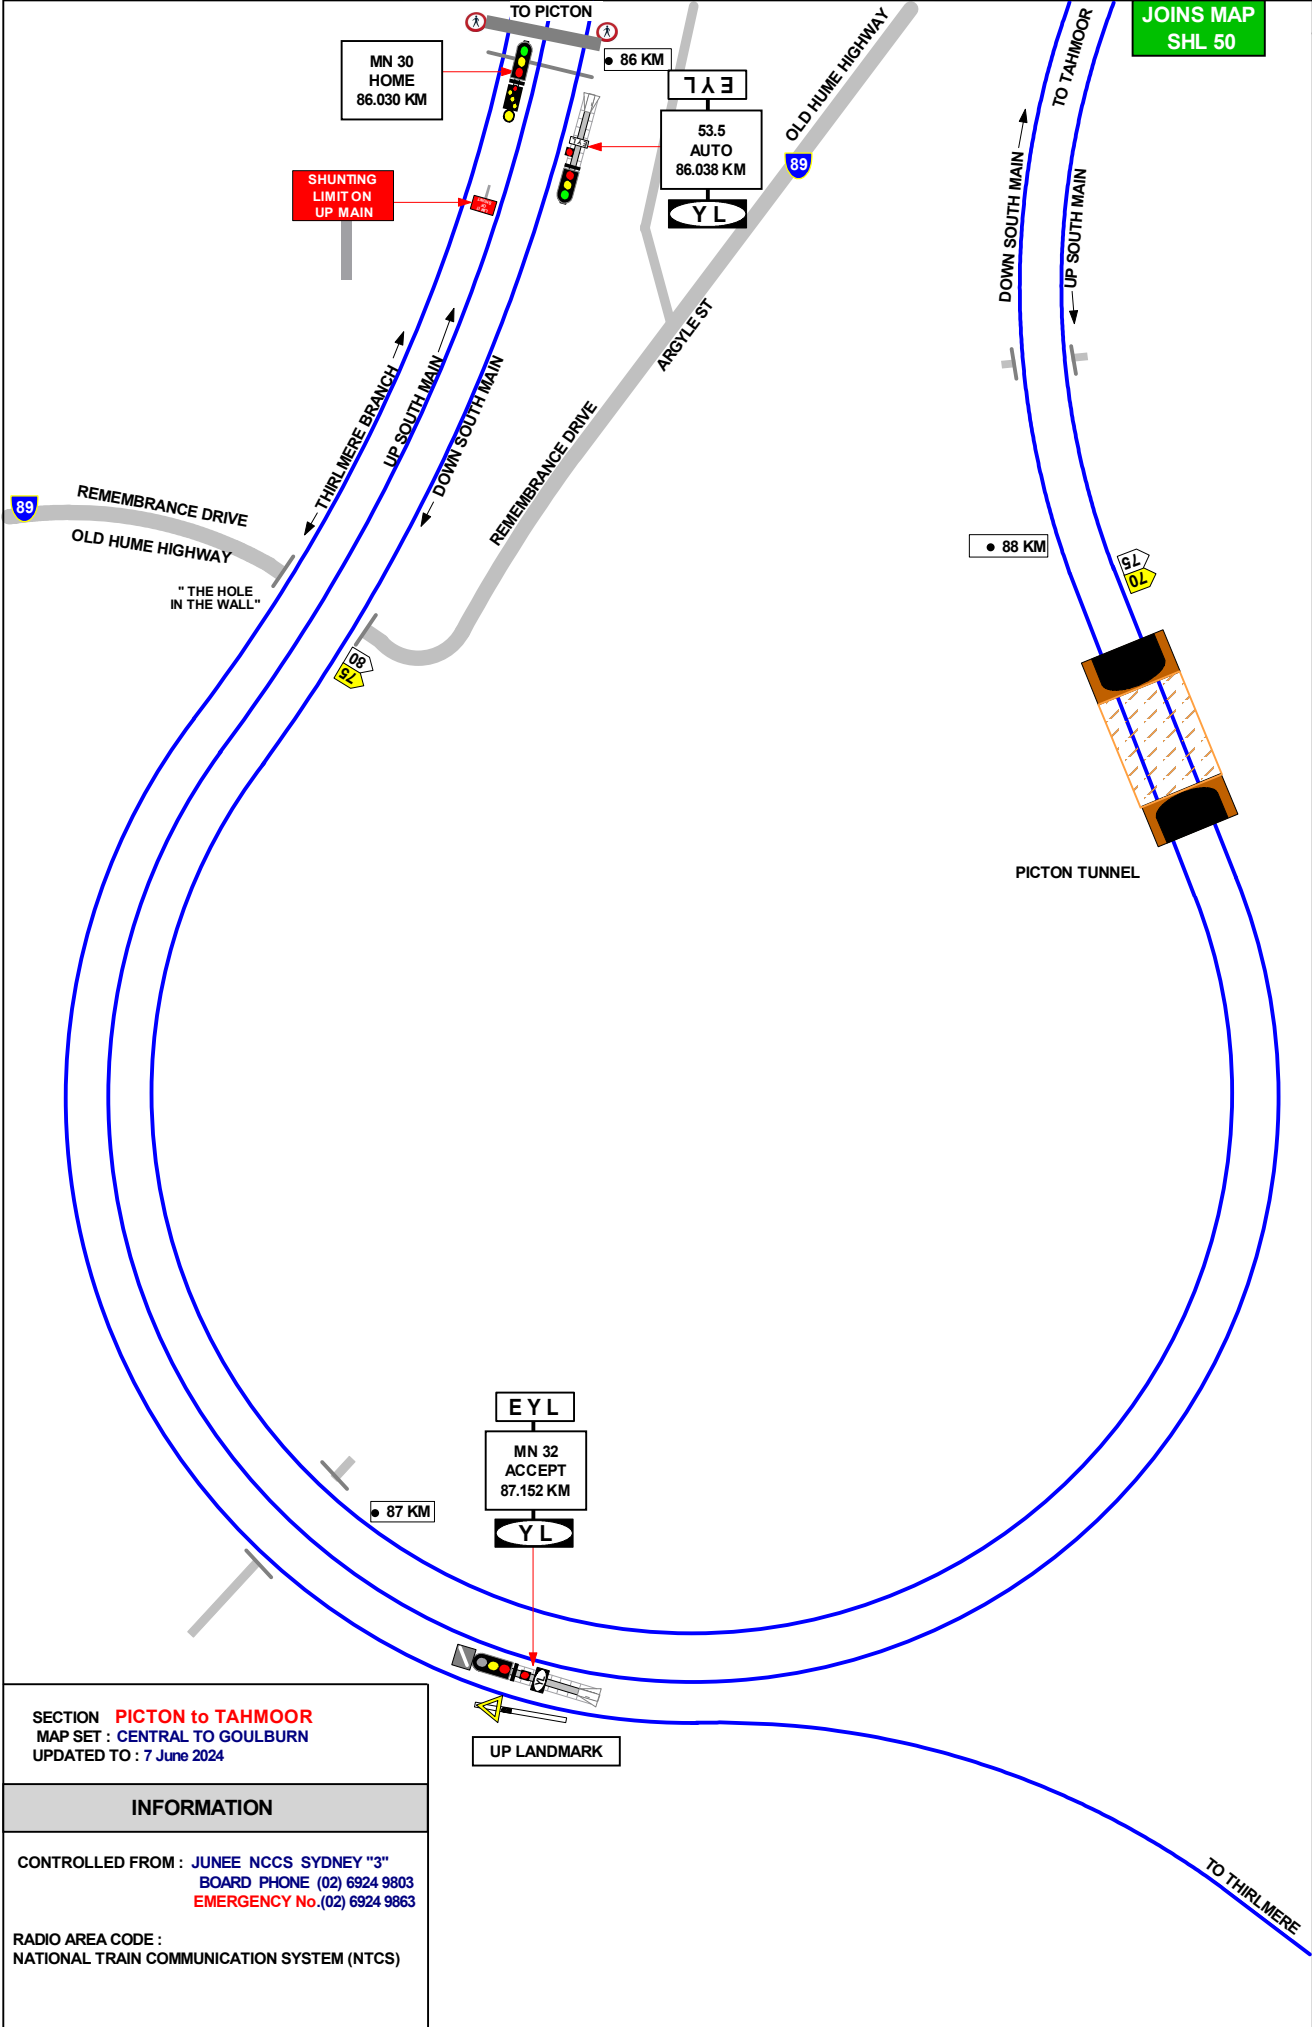 TO PICTON
JOINS MAP
SHL 50
MN 30
HOME
86.030 KM
86 KM
EYL
53.5
AUTO
86.038 KM
YL
OLD HUME HIGHWAY
89
TO TAHMOOR
SHUNTING
LIMIT ON
UP MAIN
DOWN SOUTH MAIN
UP SOUTH MAIN
ARGYLE ST
THIRLMERE BRANCH
UP SOUTH MAIN
DOWN SOUTH MAIN
REMEMBRANCE DRIVE
89
REMEMBRANCE DRIVE
OLD HUME HIGHWAY
" THE HOLE
IN THE WALL"
88 KM
75
70
80
75
PICTON TUNNEL
EYL
MN 32
ACCEPT
87.152 KM
YL
87 KM
YL
UP LANDMARK
TO THIRLMERE
SECTION PICTON to TAHMOOR
MAP SET : CENTRAL TO GOULBURN
UPDATED TO : 7 June 2024
INFORMATION
CONTROLLED FROM : JUNEE NCCS SYDNEY "3"
BOARD PHONE (02) 6924 9803
EMERGENCY No.(02) 6924 9863
RADIO AREA CODE :
NATIONAL TRAIN COMMUNICATION SYSTEM (NTCS)